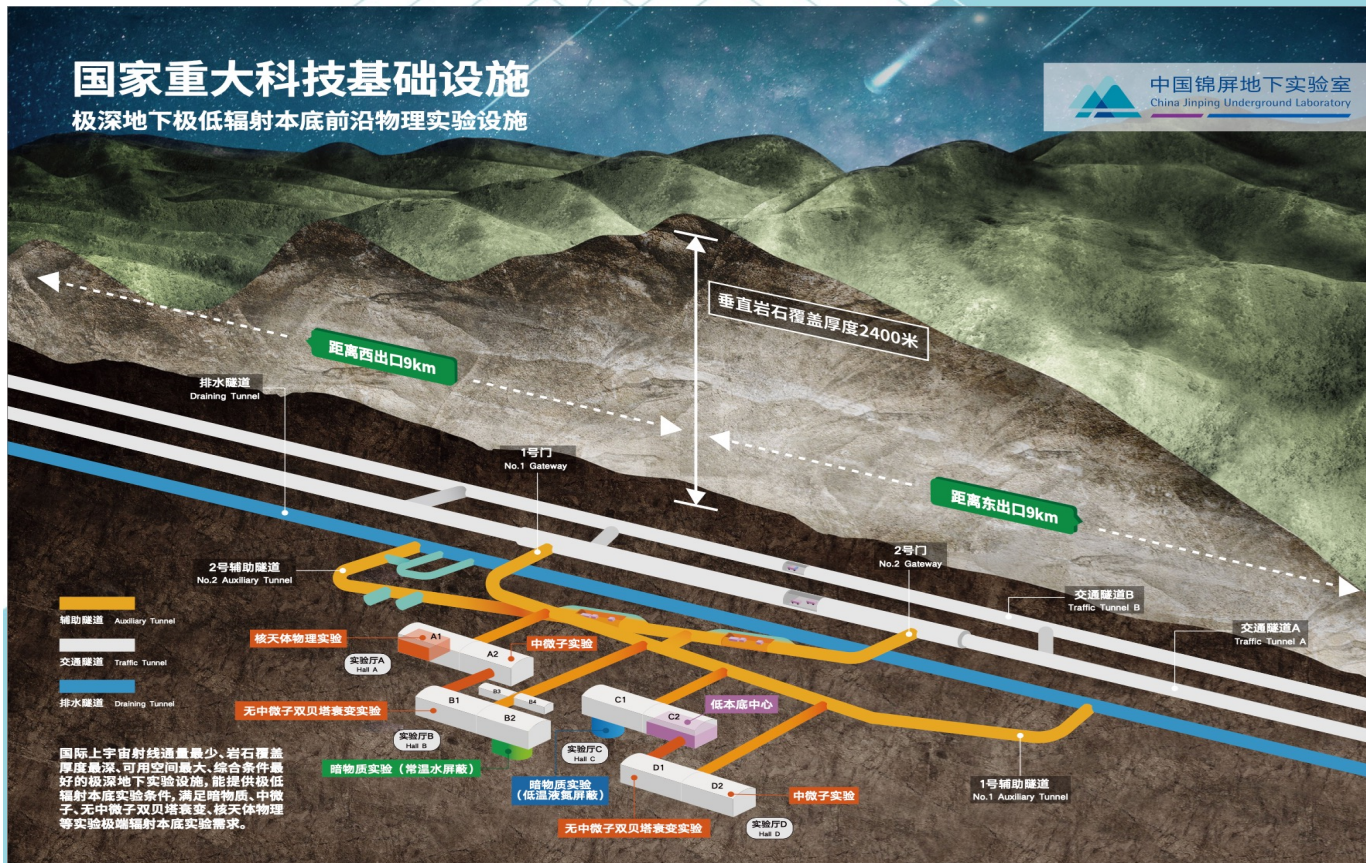 国家重大科技基础设施
极深地下极低辐射本底前沿物理实验设施
中国锦屏地下实验室
China Jinping Underground Laboratory
垂直岩石覆盖厚度2400米
距离西出口9km
距离东出口9km
排水隧道
Draining Tunnel
1号门
No.1 Gateway
2号门
No.2 Gateway
2号辅助隧道
No.2 Auxiliary Tunnel
交通隧道B
Traffic Tunnel B
交通隧道A
Traffic Tunnel A
辅助隧道 Auxiliary Tunnel
交通隧道 Traffic Tunnel
排水隧道 Draining Tunnel
核天体物理实验
A1
A2
中微子实验
实验厅A
Hall A
B3
B4
无中微子双贝塔衰变实验
B1
B2
实验厅B
Hall B
暗物质实验（常温水屏蔽）
C1
C2
低本底中心
实验厅C
Hall C
暗物质实验
（低温液氮屏蔽）
D1
D2
中微子实验
无中微子双贝塔衰变实验
实验厅D
Hall D
1号辅助隧道
No.1 Auxiliary Tunnel
国际上宇宙射线通量最少、岩石覆盖
厚度最深、可用空间最大、综合条件最
好的极深地下实验设施，能提供极低
辐射本底实验条件，满足暗物质、中微
子、无中微子双贝塔衰变、核天体物理
等实验极端辐射本底实验需求。